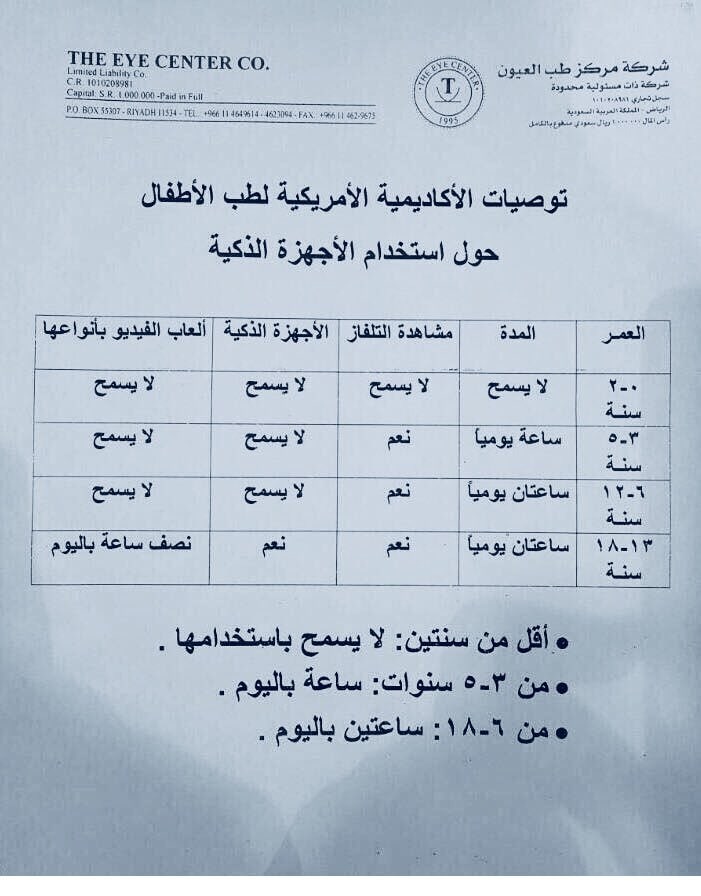 THE EYE CENTER CO.
Limited Liability Co.
C.R. 1010208981
Capital: S.R. 1.000.000 -Paid in Full
P.O. BOX 55307 - RIYADH 11534 - TEL. +966 11 4649614 - 4623094 - FAX. +966 11 462-9675
THE EYE CENTER
T
1995
شركة مركز طب العيون
شركة ذات مسئولية محدودة
سجل تجاري ١٠١٠٢٠٨٩٨١
الرياض - المملكة العربية السعودية
رأس المال ١٠٠٠٠٠٠ ريال سعودي مدفوع بالكامل
توصيات الأكاديمية الأمريكية لطب الأطفال
حول استخدام الأجهزة الذكية
العمر المدة مشاهدة التلفاز الأجهزة الذكية ألعاب الفيديو بأنواعها
٠-٢ لا يسمح لا يسمح لا يسمح لا يسمح
سنة
٣-٥ ساعة يومياً نعم لا يسمح لا يسمح
سنة
٦-١٢ ساعتان يومياً نعم لا يسمح لا يسمح
سنة
١٣-١٨ ساعتان يومياً نعم نعم نصف ساعة باليوم
سنة
• أقل من سنتين: لا يسمح باستخدامها .
• من ٣-٥ سنوات: ساعة باليوم .
• من ٦-١٨: ساعتين باليوم .